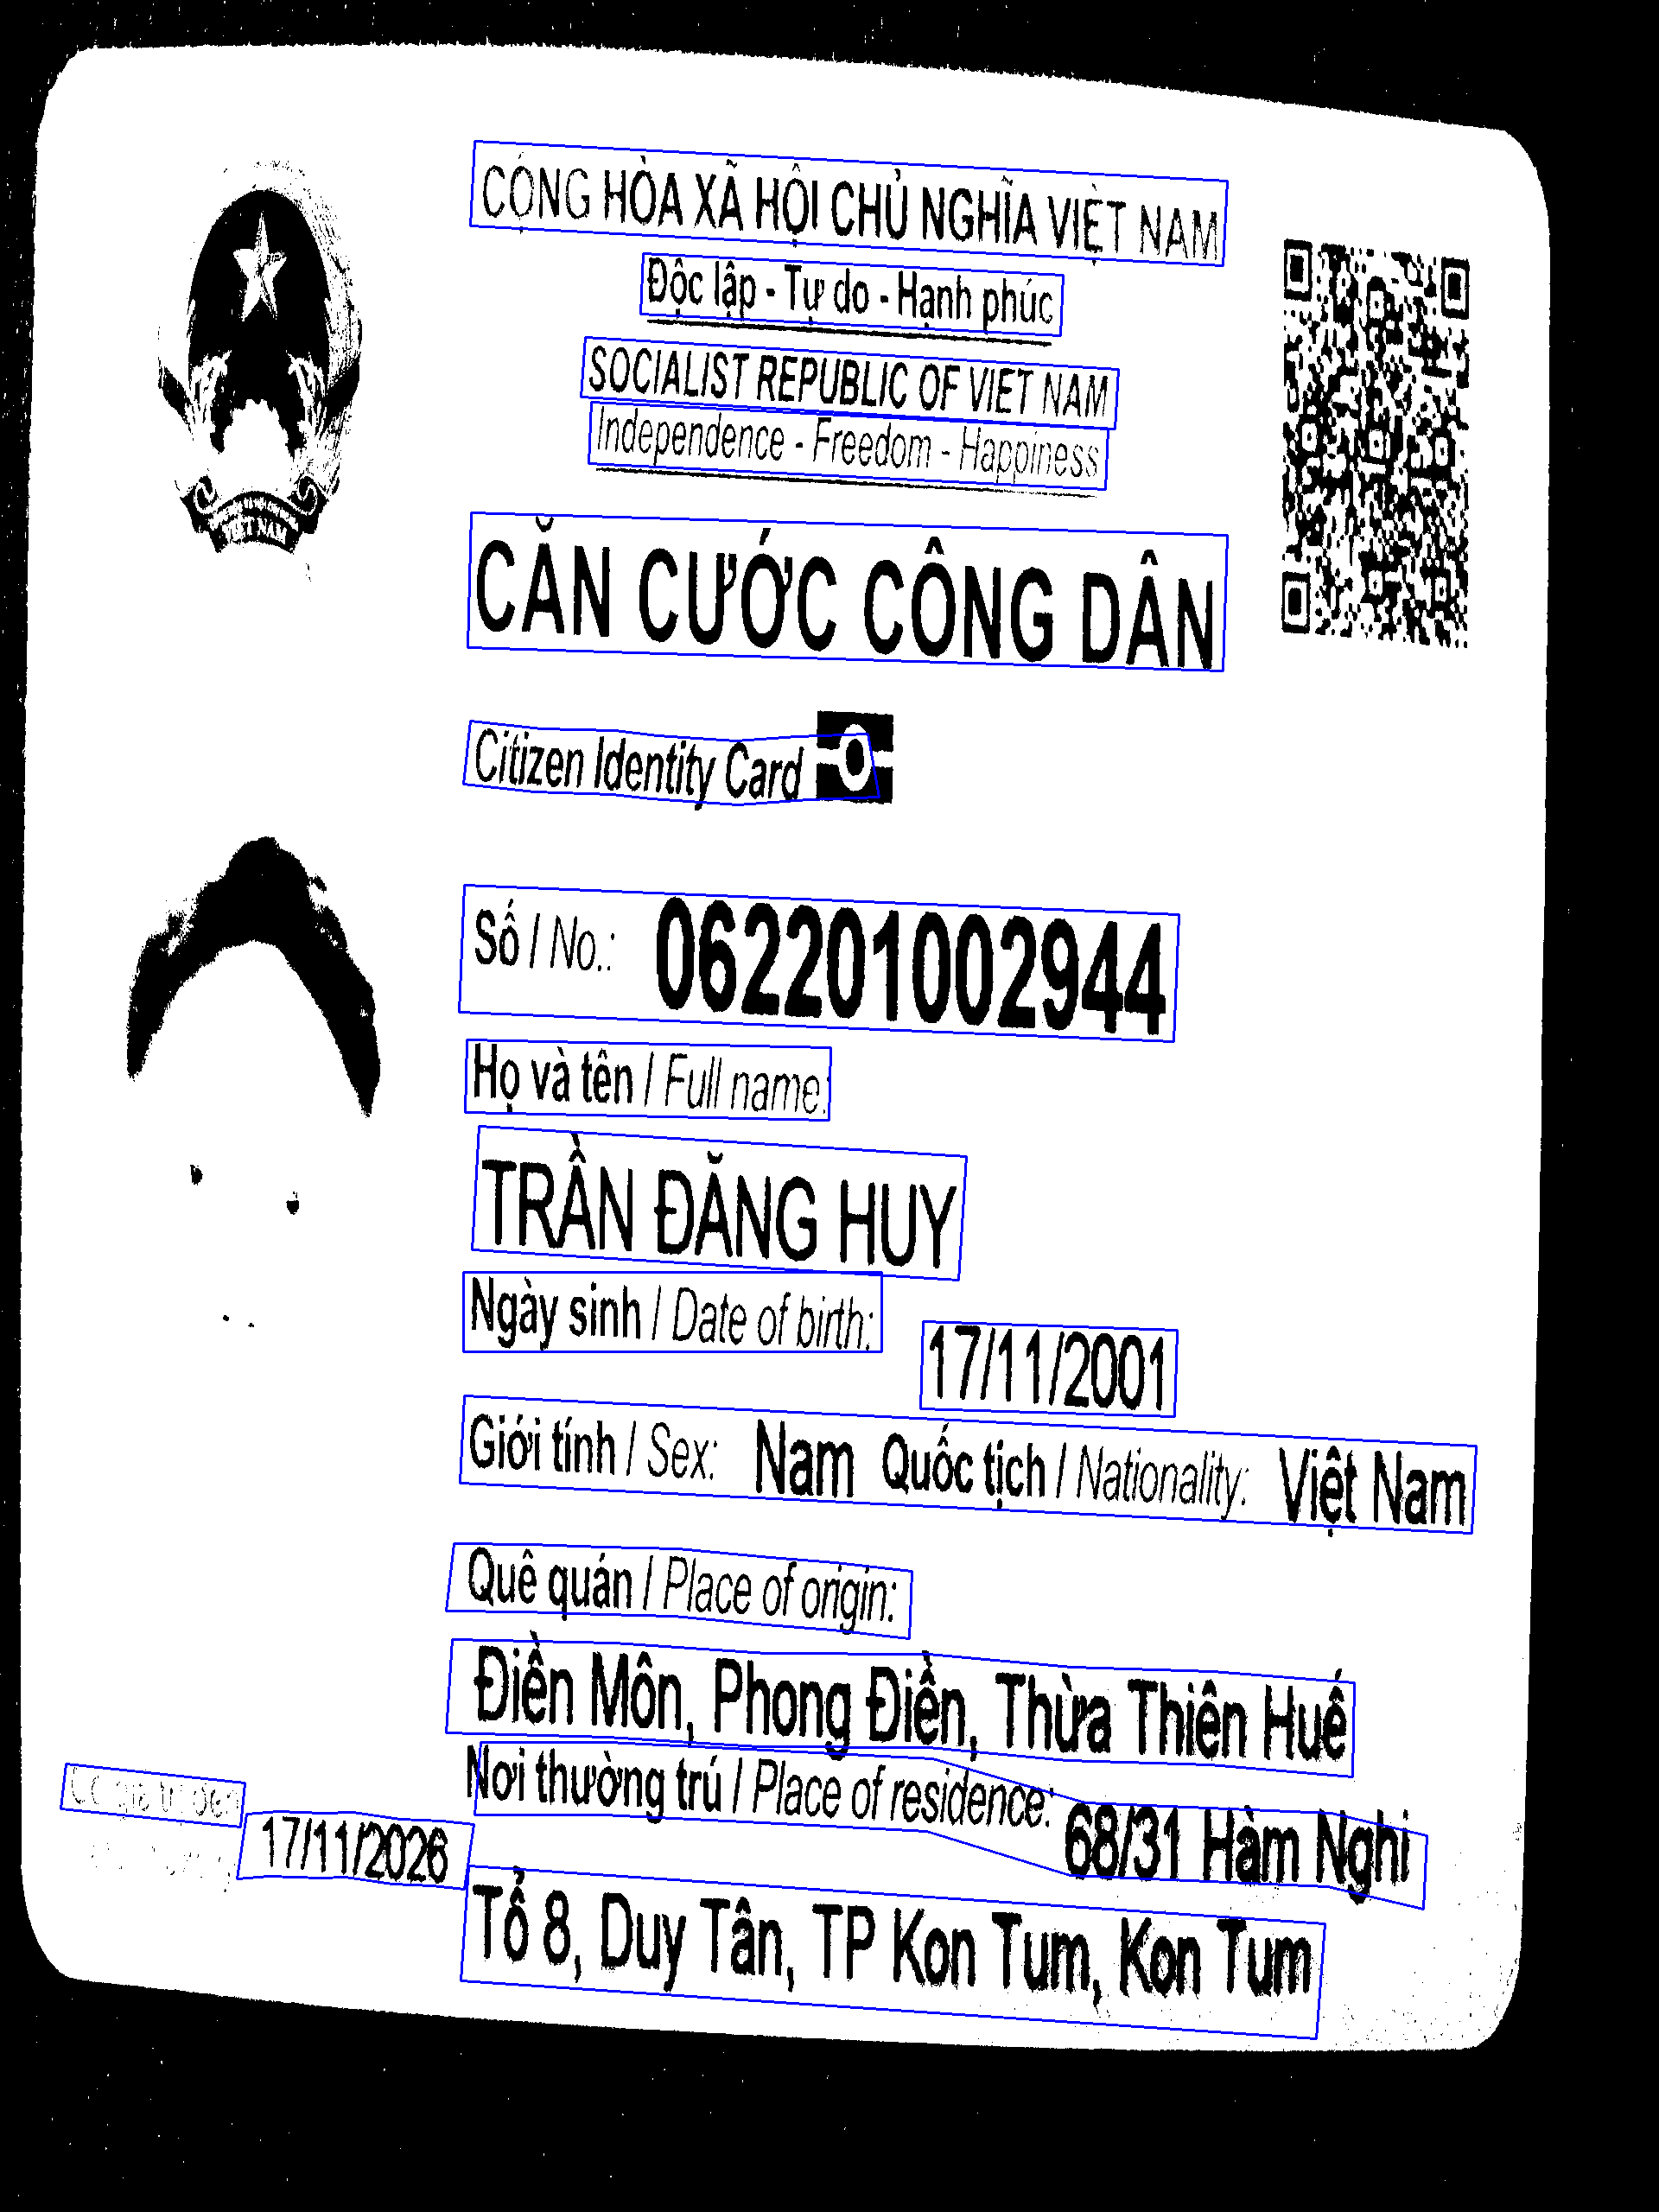 CỘNG HÒA XÃ HỘI CHỦ NGHĨA VIỆT NAM
Độc lập - Tự do - Hạnh phúc
SOCIALIST REPUBLIC OF VIET NAM
Independence - Freedom - Happiness
CĂN CƯỚC CÔNG DÂN
Citizen Identity Card
Số / No.: 062201002944
Họ và tên / Full name:
TRẦN ĐĂNG HUY
Ngày sinh / Date of birth: 17/11/2001
Giới tính / Sex: Nam Quốc tịch / Nationality: Việt Nam
Quê quán / Place of origin:
Điền Môn, Phong Điền, Thừa Thiên Huế
Nơi thường trú / Place of residence: 68/31 Hàm Nghi
Tổ 8, Duy Tân, TP Kon Tum, Kon Tum
Có giá trị đến
17/11/2026